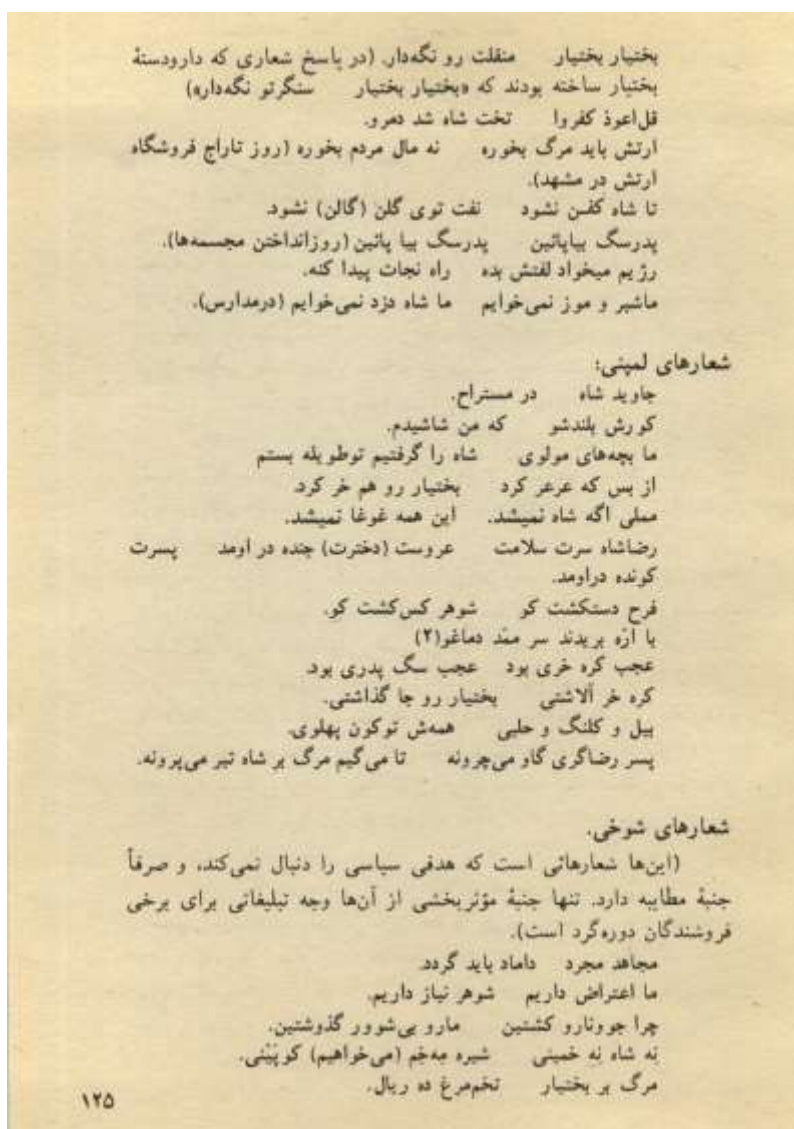 بختیار بختیار منقلت رو نگه‌دار. (در پاسخ شعاری که دارودستهٔ
بختیار ساخته بودند که «بختیار بختیار سنگرتو نگه‌دار»)
قل‌اعوذ کفروا تخت شاه شد دمرو.
ارتش باید مرگ بخوره نه مال مردم بخوره (روز تاراج فروشگاه
ارتش در مشهد).
تا شاه کفن نشود نفت توی گلن (گالن) نشود.
پدرسگ بیاپائین پدرسگ بیا پائین (روزانداختن مجسمه‌ها).
رژیم میخواد لفتش بده راه نجات پیدا کنه.
ماشیر و موز نمی‌خوایم ما شاه دزد نمی‌خوایم (درمدارس).
شعارهای لمپنی:
جاوید شاه در مستراح.
کورش بلندشو که من شاشیدم.
ما بچه‌های مولوی شاه را گرفتیم توطویله بستم
از بس که عرعر کرد بختیار رو هم خر کرد.
مملی اگه شاه نمیشد. این همه غوغا نمیشد.
رضاشاه سرت سلامت عروست (دخترت) جنده در اومد پسرت
کونده دراومد.
فرح دستکشت کو شوهر کس‌کشت کو.
با ارّه بریدند سر ممّد دماغو(۲)
عجب کره خری بود عجب سگ پدری بود.
کره خر آلاشتی بختیار رو جا گذاشتی.
بیل و کلنگ و حلبی همه‌ش توکون پهلوی.
پسر رضاگری گاو می‌چرونه تا می‌گیم مرگ بر شاه تیر می‌پرونه.
شعارهای شوخی.
(این‌ها شعارهائی است که هدفی سیاسی را دنبال نمی‌کند، و صرفاً
جنبهٔ مطایبه دارد. تنها جنبهٔ مؤثربخشی از آن‌ها وجه تبلیغاتی برای برخی
فروشندگان دوره‌گرد است).
مجاهد مجرد داماد باید گردد.
ما اعتراض داریم شوهر نیاز داریم.
چرا جوونارو کشتین مارو بی‌شوور گذوشتین.
نِه شاه نِه خمینی شیره مِه‌خِم (می‌خواهیم) کوپَنِی.
مرگ بر بختیار تخم‌مرغ ده ریال.
۱۲۵